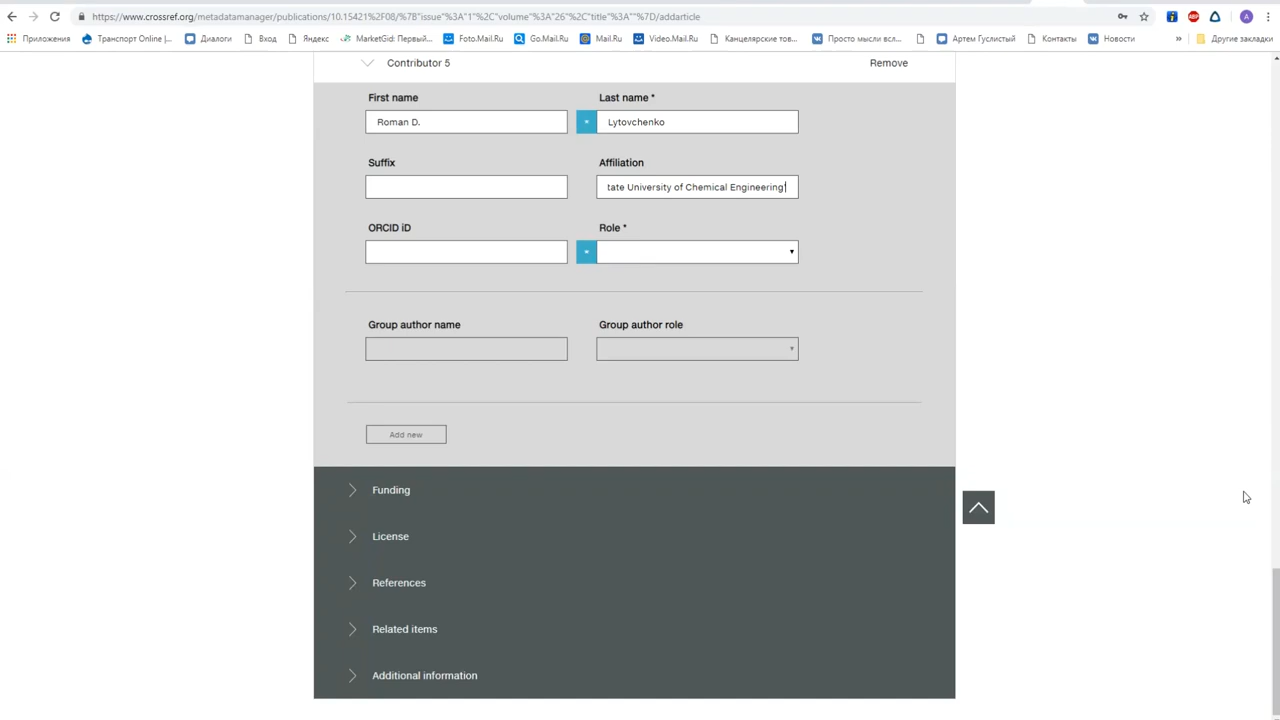 https://www.crossref.org/metadatamanager/publications/10.15421%2F08/%7B"issue"%3A"1"%2C"volume"%3A"26"%2C"title"%3A""%7D/addarticle
ABP
A
Приложения Транспорт Online |... Диалоги Вход Яндекс MarketGid: Первый... Foto.Mail.Ru Go.Mail.Ru Mail.Ru Video.Mail.Ru Канцелярские тов... Просто мысли всл... Артем Гуслистый Контакты Новости » Другие закладки
Contributor 5 Remove
First name Last name *
Roman D. Lytovchenko
Suffix Affiliation
tate University of Chemical Engineering
ORCID iD Role *
Group author name Group author role
Add new
Funding
License
References
Related items
Additional information